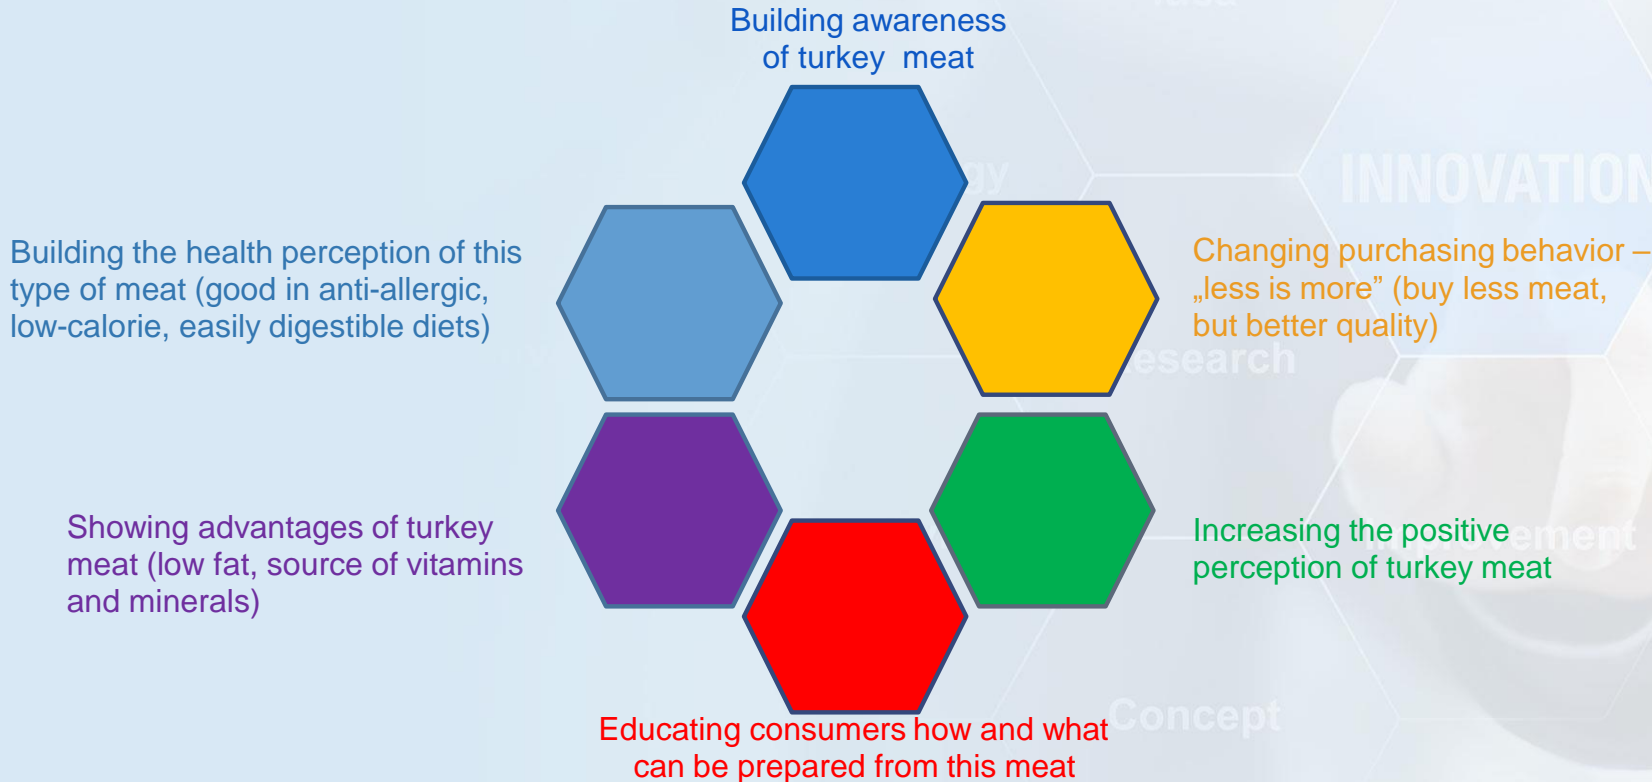 Building awareness
of turkey meat
INNOVATION
Building the health perception of this
type of meat (good in anti-allergic,
low-calorie, easily digestible diets)
Changing purchasing behavior –
„less is more” (buy less meat,
but better quality)
esearch
Showing advantages of turkey
meat (low fat, source of vitamins
and minerals)
Increasing the positive
perception of turkey meat
Improvement
Concept
Educating consumers how and what
can be prepared from this meat